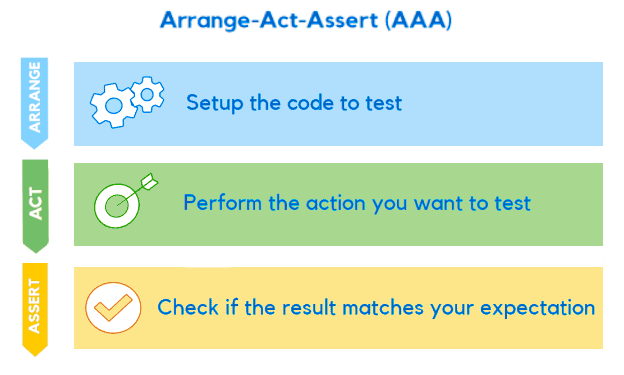 Arrange-Act-Assert (AAA)
ARRANGE
Setup the code to test
ACT
Perform the action you want to test
ASSERT
Check if the result matches your expectation